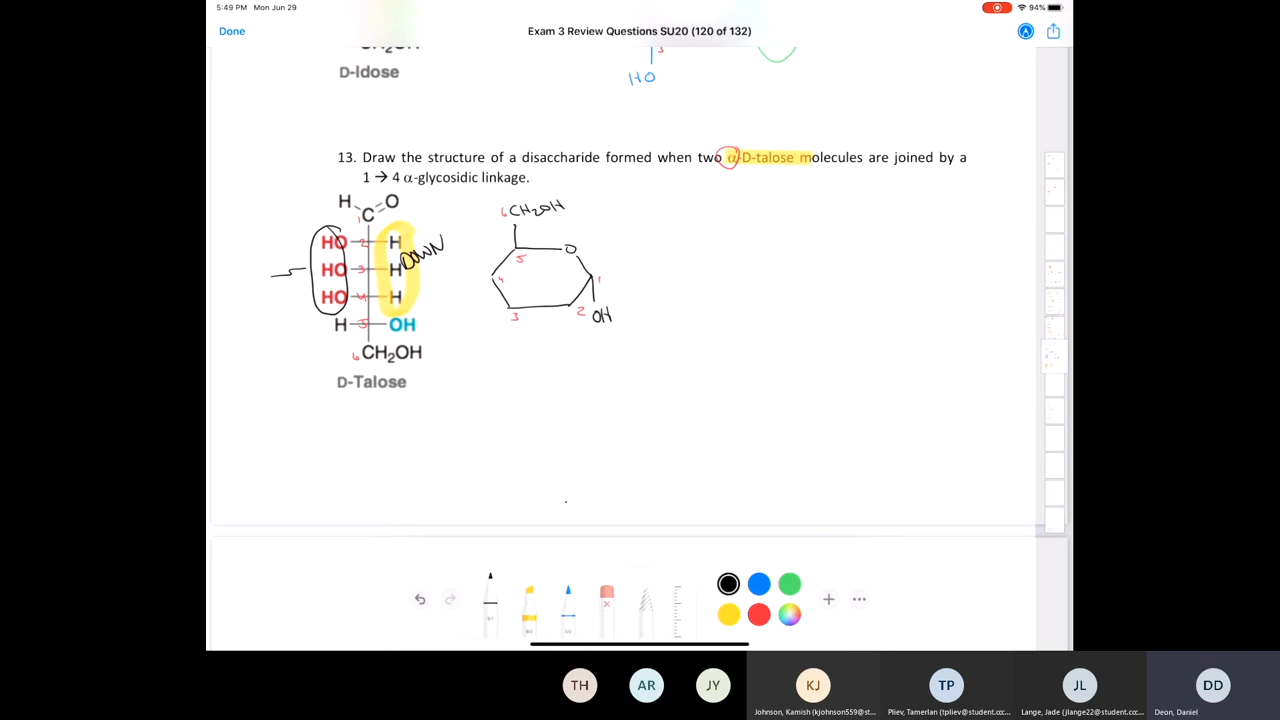 5:49 PM Mon Jun 29
94%
Done
Exam 3 Review Questions SU20 (120 of 132)
D-Idose
3
HO
13. Draw the structure of a disaccharide formed when two α-D-talose molecules are joined by a
1 → 4 α-glycosidic linkage.
H O
C
1
HO 2 H
HO 3 H DOWN
HO 4 H
H 5 OH
6 CH2OH
D-Talose
6 CH2OH
5 O
4 1
3 2 OH
TH AR JY KJ TP JL DD
Johnson, Kamish (kjohnson559@st... Pliev, Tamerlan (tpliev@student.ccc... Lange, Jade (jlange22@student.ccc... Deon, Daniel